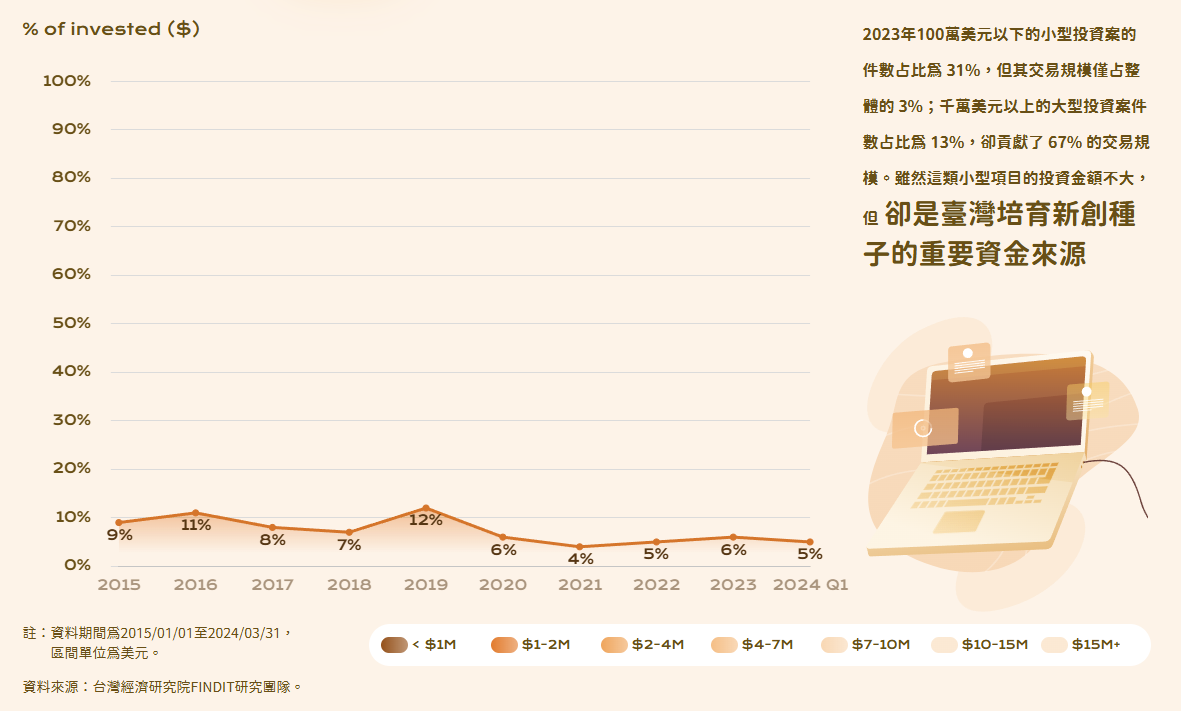 % of invested ($)
100%
90%
80%
70%
60%
50%
40%
30%
20%
10%
0%
9%
11%
8%
7%
12%
6%
4%
5%
6%
5%
2015
2016
2017
2018
2019
2020
2021
2022
2023
2024 Q1
2023年100萬美元以下的小型投資案的
件數占比為 31%，但其交易規模僅占整
體的 3%；千萬美元以上的大型投資案件
數占比為 13%，卻貢獻了 67% 的交易規
模。雖然這類小型項目的投資金額不大，
但 卻是臺灣培育新創種
子的重要資金來源
註：資料期間為2015/01/01至2024/03/31，
區間單位為美元。
資料來源：台灣經濟研究院FINDIT研究團隊。
< $1M
$1-2M
$2-4M
$4-7M
$7-10M
$10-15M
$15M+